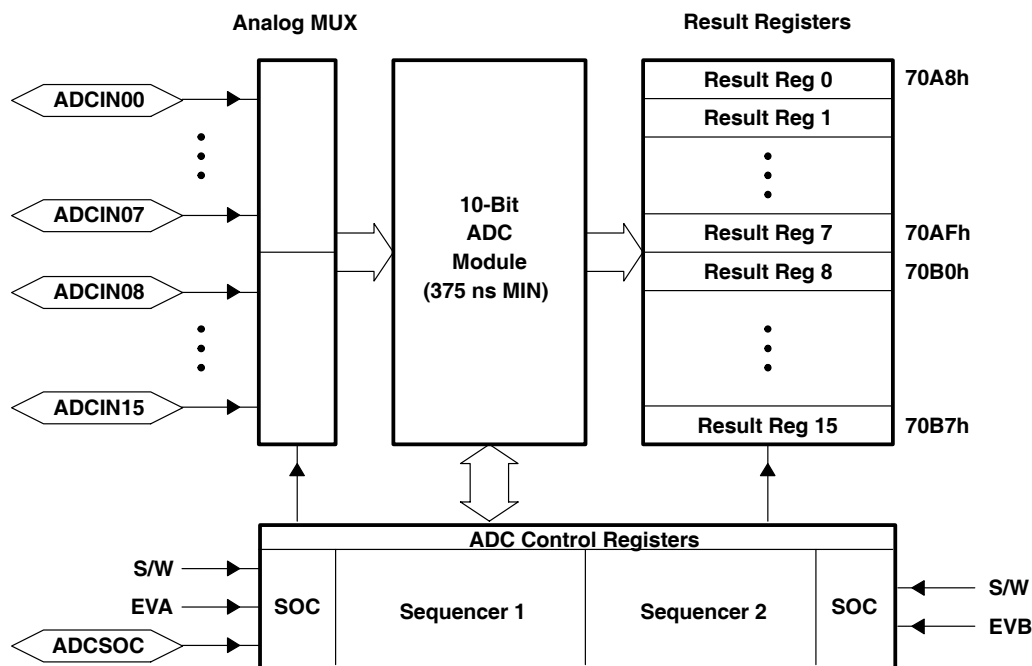 Analog MUX
Result Registers
ADCIN00
ADCIN07
ADCIN08
ADCIN15
10-Bit
ADC
Module
(375 ns MIN)
Result Reg 0
70A8h
Result Reg 1
Result Reg 7
70AFh
Result Reg 8
70B0h
Result Reg 15
70B7h
ADC Control Registers
S/W
EVA
ADCSOC
SOC
Sequencer 1
Sequencer 2
SOC
S/W
EVB